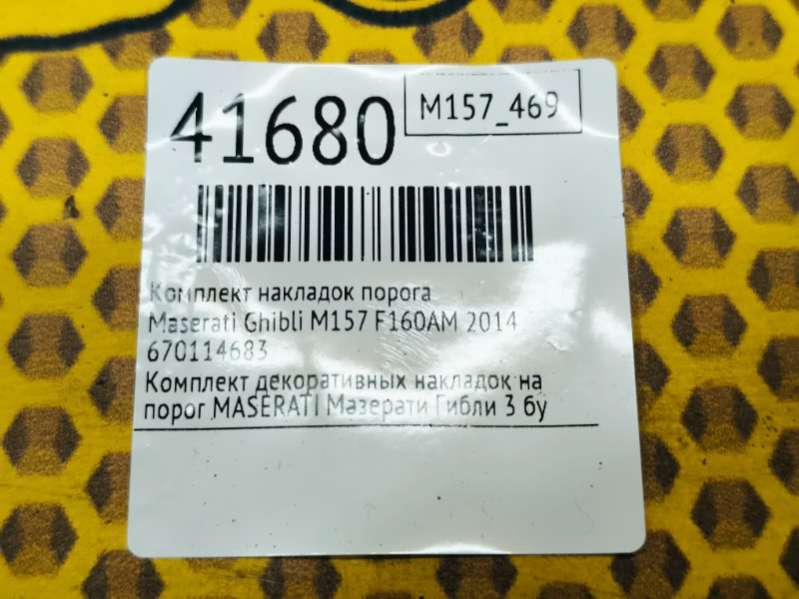 41680
M157_469
Комплект накладок порога
Maserati Ghibli M157 F160AM 2014
670114683
Комплект декоративных накладок на
порог MASERATI Мазерати Гибли 3 бу